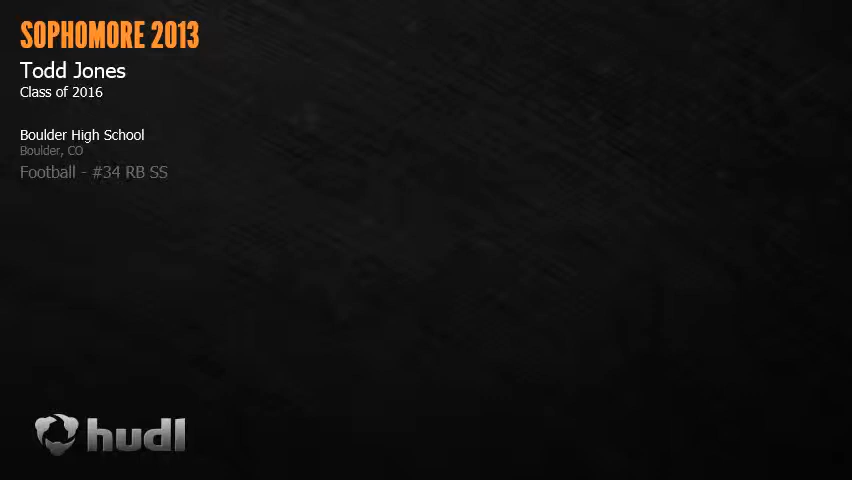 SOPHOMORE 2013
Todd Jones
Class of 2016
Boulder High School
Boulder, CO
Football - #34 RB SS
hudl